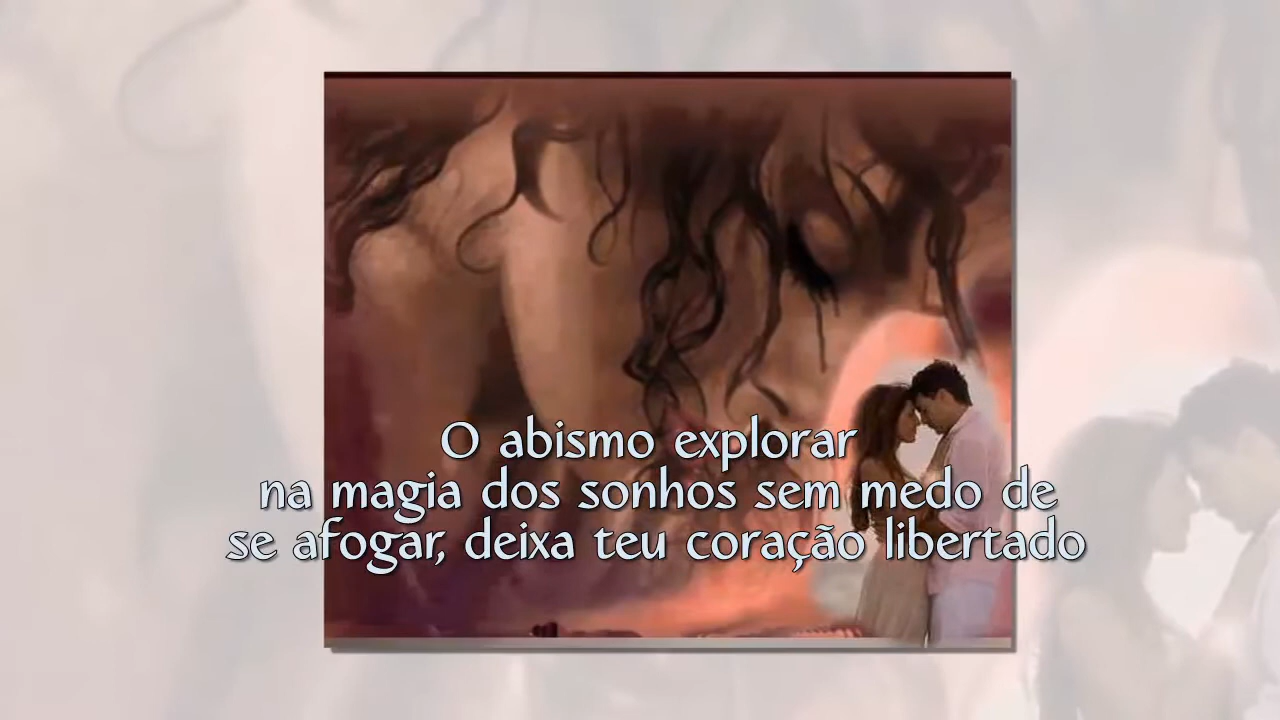 O abismo explorar
na magia dos sonhos sem medo de
se afogar, deixa teu coração libertado